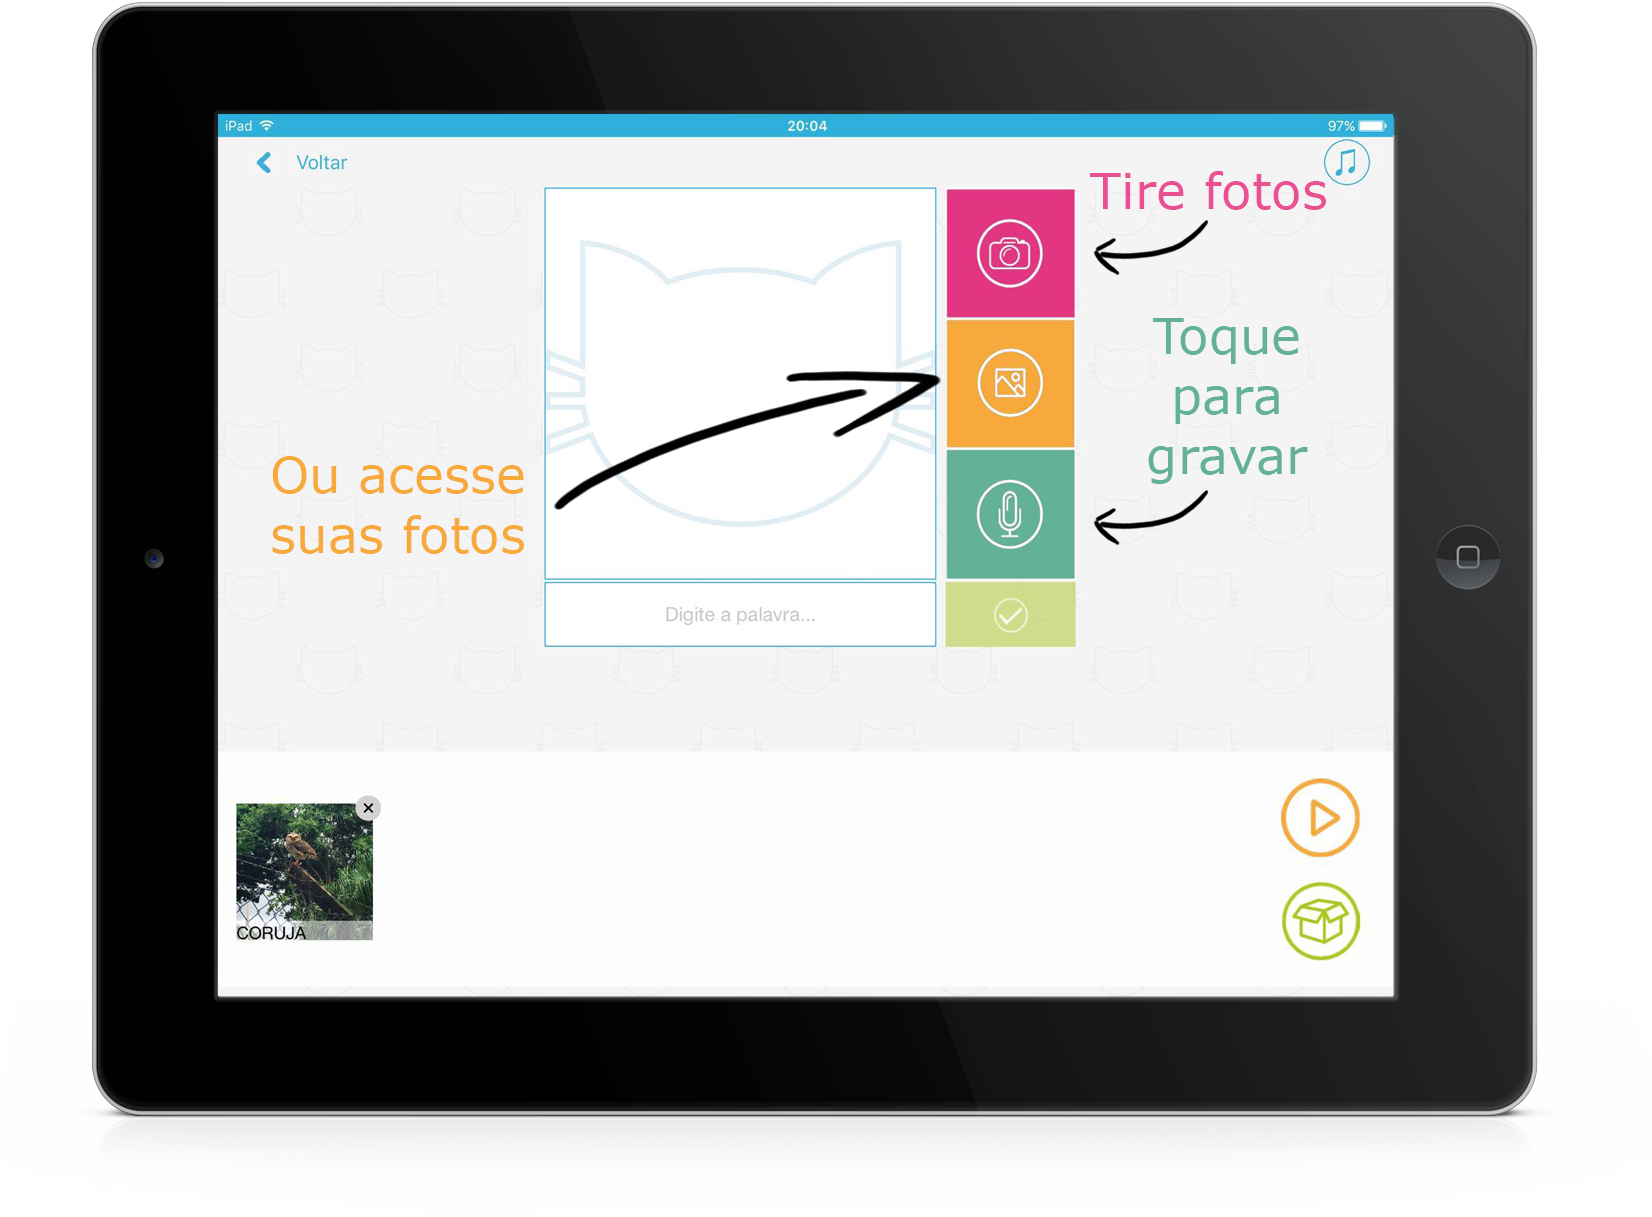 iPad
20:04
97%
Voltar
Tire fotos
Toque
para
gravar
Ou acesse
suas fotos
Digite a palavra...
CORUJA